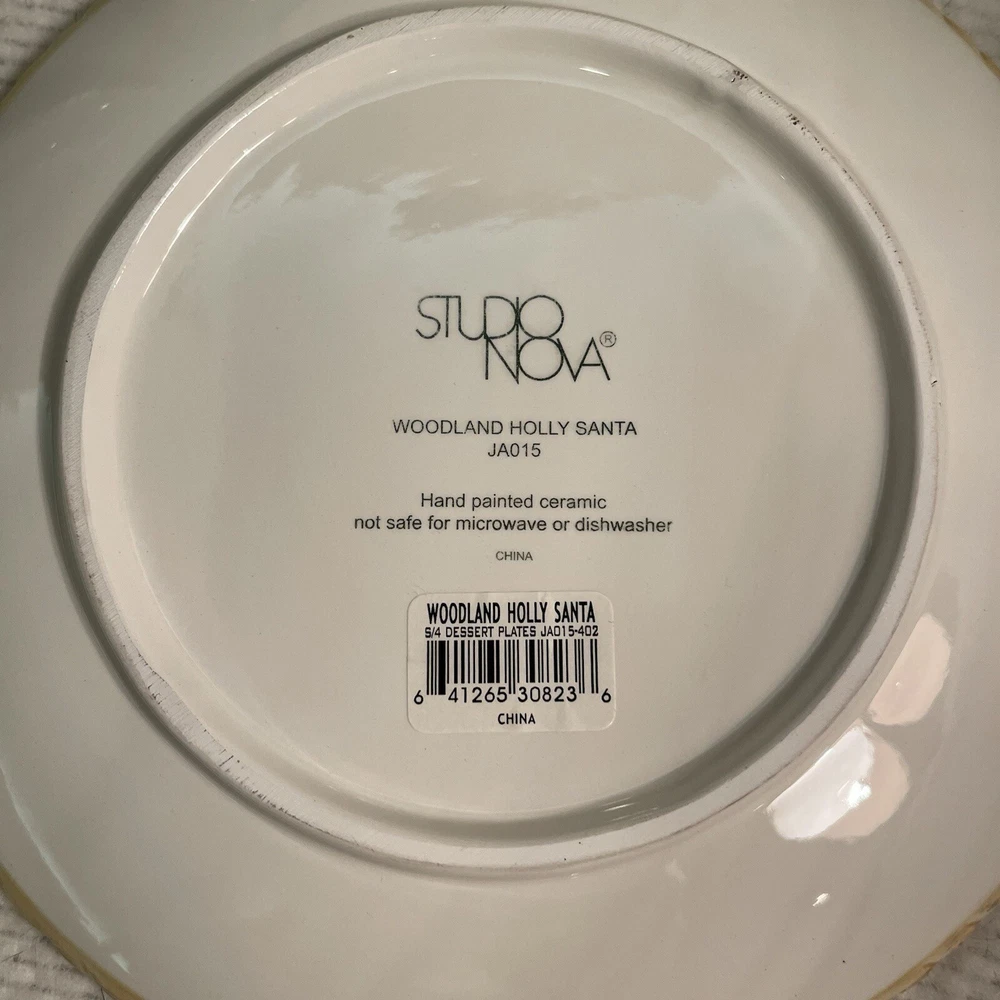 STUDIO
NOVA®
WOODLAND HOLLY SANTA
JA015
Hand painted ceramic
not safe for microwave or dishwasher
CHINA
WOODLAND HOLLY SANTA
S/4 DESSERT PLATES JA015-402
6 41265 30823 6
CHINA